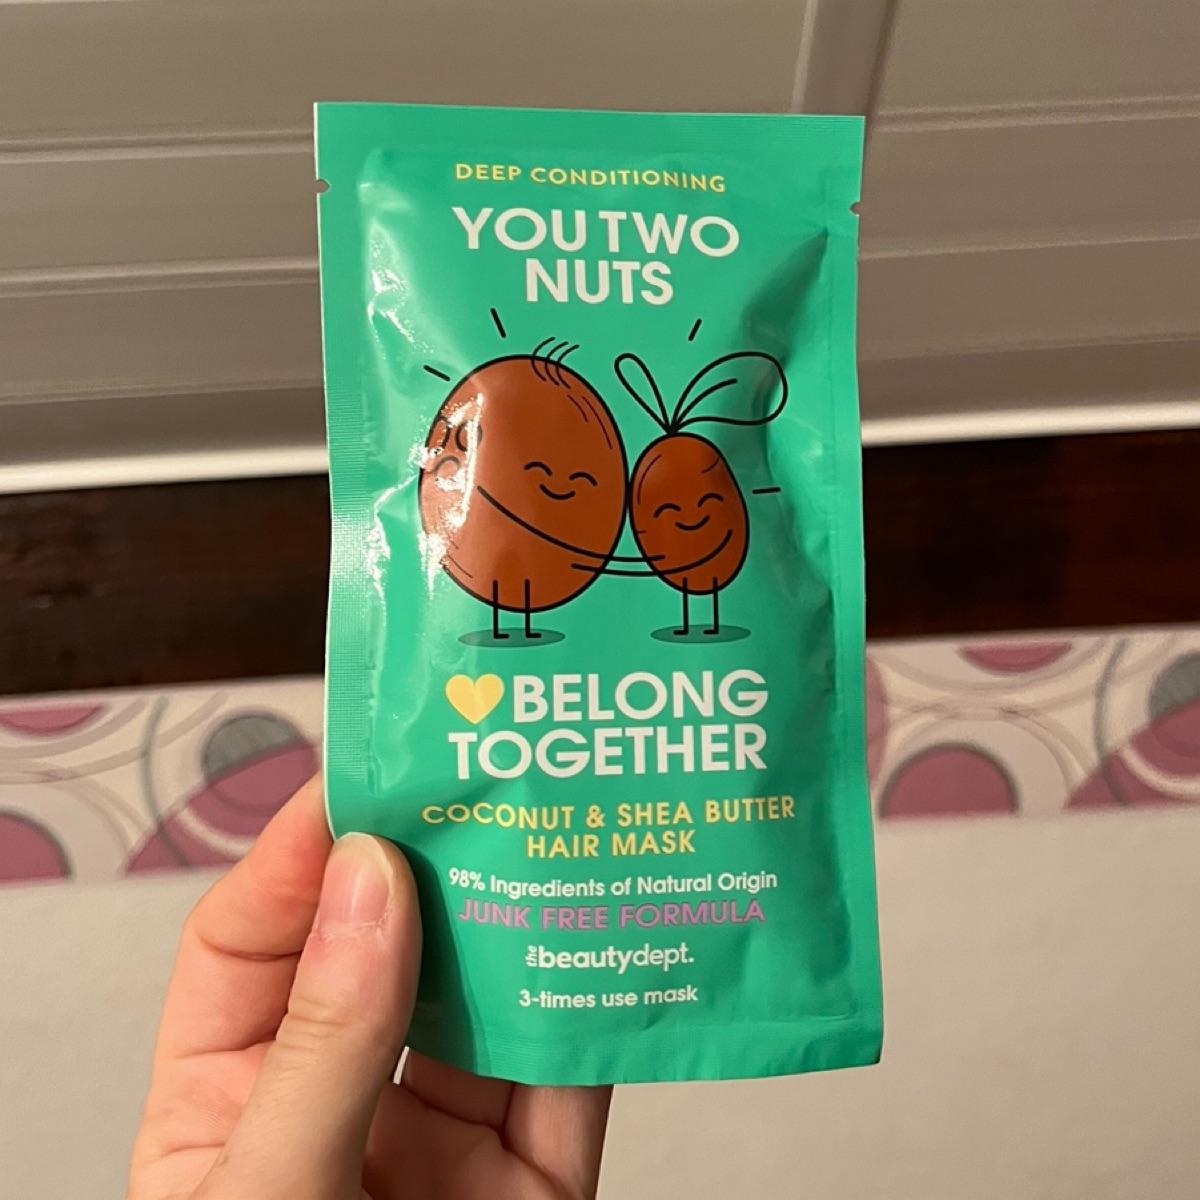 DEEP CONDITIONING
YOU TWO
NUTS
BELONG
TOGETHER
COCONUT & SHEA BUTTER
HAIR MASK
98% Ingredients of Natural Origin
JUNK FREE FORMULA
the beautydept.
3-times use mask